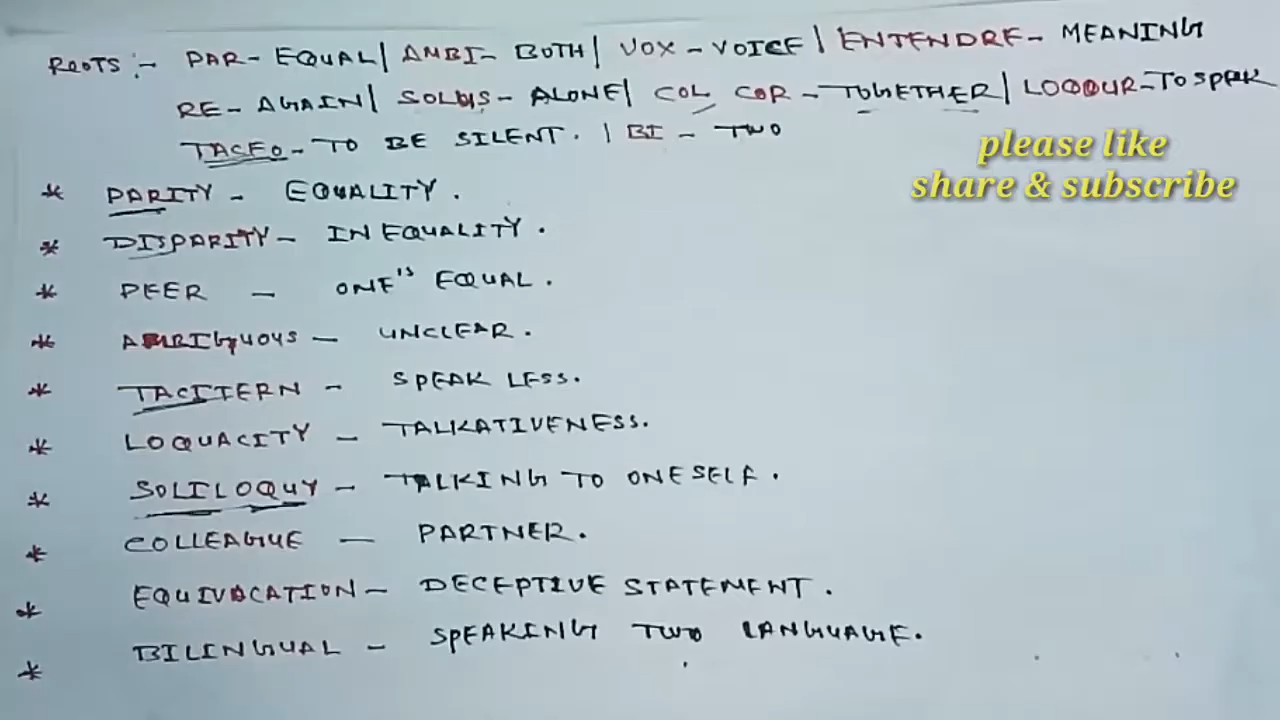 ROOTS :- PAR - EQUAL | AMBI - BOTH | VOX - VOICE | ENTENDRE - MEANING
RE - AGAIN | SOLUS - ALONE | COL COR - TOGETHER | LOQOUR - TO SPEAK
TACEO - TO BE SILENT. | BI - TWO
please like
share & subscribe
* PARITY - EQUALITY.
* DISPARITY - INEQUALITY.
* PEER - ONE'S EQUAL.
* AMBIGUOUS - UNCLEAR.
* TACITERN - SPEAK LESS.
* LOQUACITY - TALKATIVENESS.
* SOLILOQUY - TALKING TO ONESELF.
* COLLEAGUE - PARTNER.
* EQUIVOCATION - DECEPTIVE STATEMENT.
* BILINGUAL - SPEAKING TWO LANGUAGE.